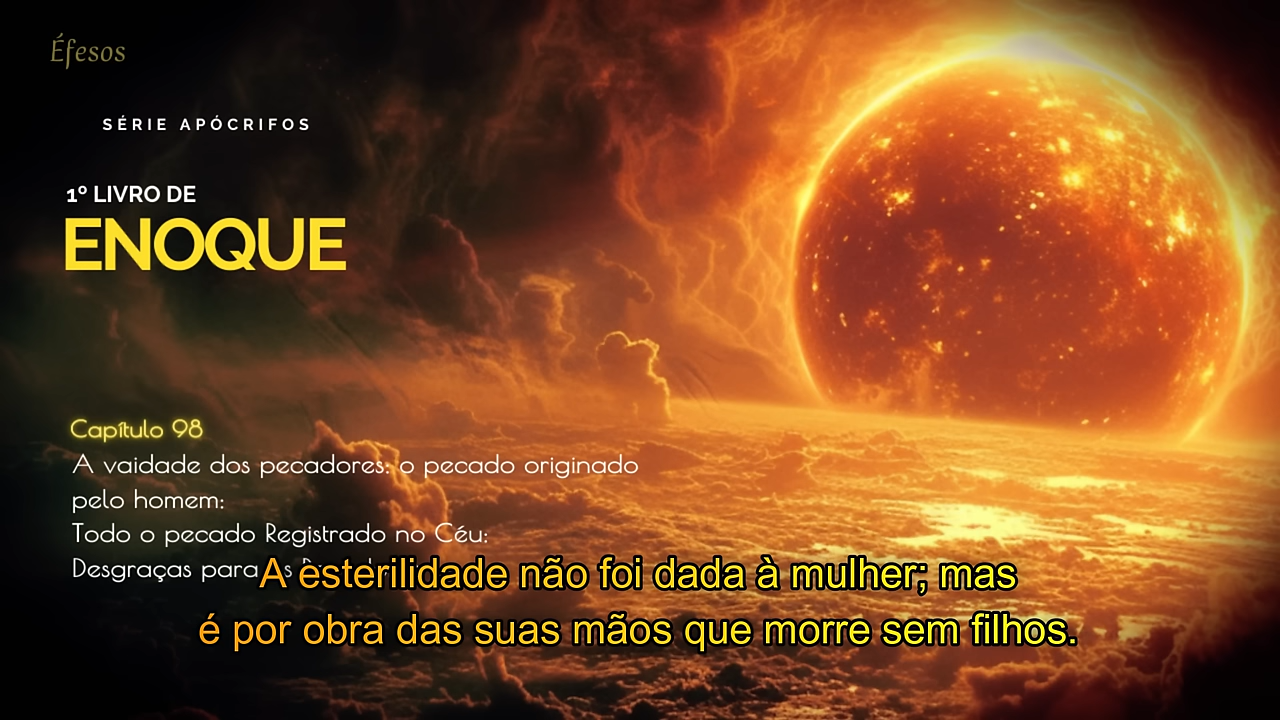 Éfesos
SÉRIE APÓCRIFOS
1º LIVRO DE
ENOQUE
Capítulo 98
A vaidade dos pecadores: o pecado originado
pelo homem:
Todo o pecado Registrado no Céu:
Desgraças para
A esterilidade não foi dada à mulher; mas
é por obra das suas mãos que morre sem filhos.